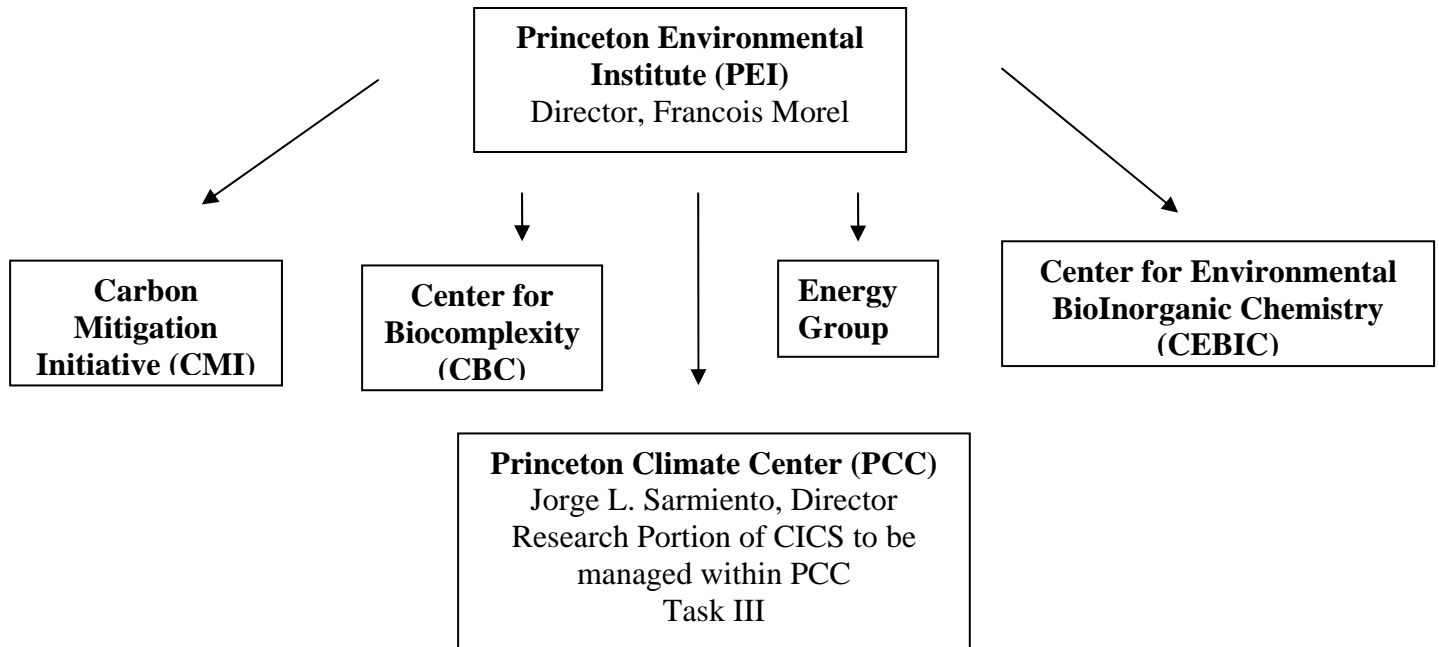 Princeton Environmental
Institute (PEI)
Director, Francois Morel
Carbon
Mitigation
Initiative (CMI)
Center for
Biocomplexity
(CBC)
Energy
Group
Center for Environmental
BioInorganic Chemistry
(CEBIC)
Princeton Climate Center (PCC)
Jorge L. Sarmiento, Director
Research Portion of CICS to be
managed within PCC
Task III